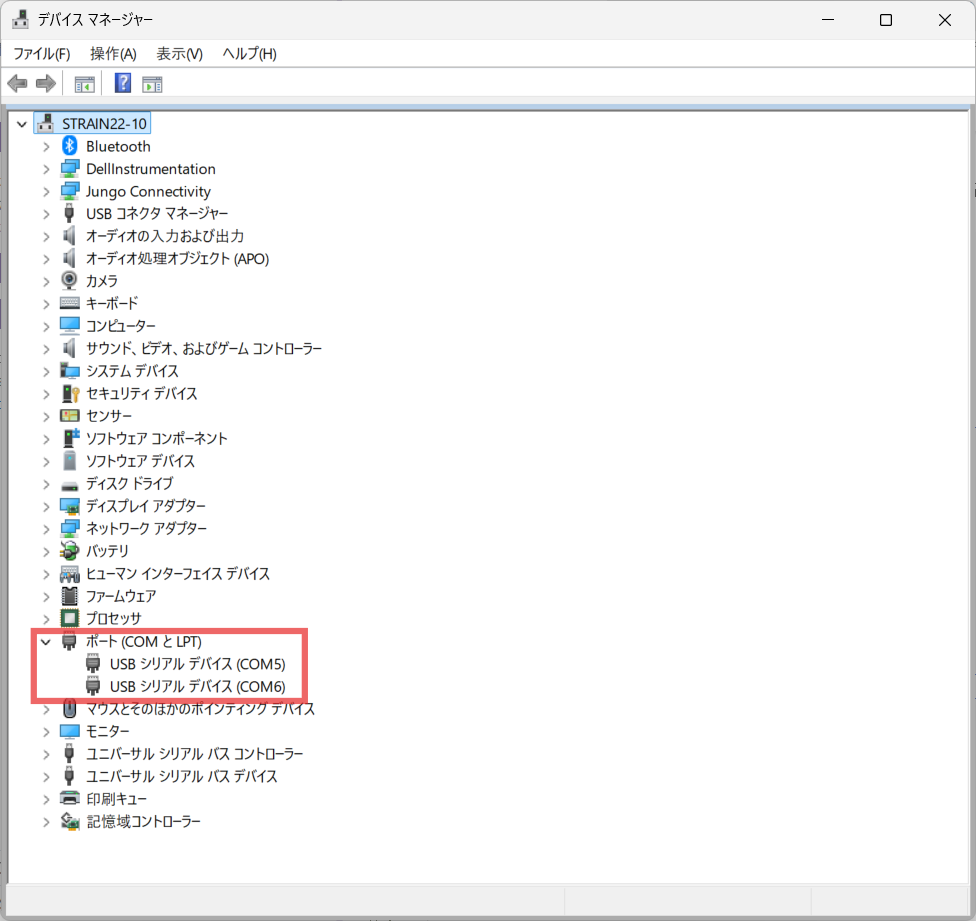 デバイス マネージャー
ファイル(F) 操作(A) 表示(V) ヘルプ(H)
STRAIN22-10
Bluetooth
DellInstrumentation
Jungo Connectivity
USB コネクタ マネージャー
オーディオの入力および出力
オーディオ処理オブジェクト (APO)
カメラ
キーボード
コンピューター
サウンド、ビデオ、およびゲーム コントローラー
システム デバイス
セキュリティ デバイス
センサー
ソフトウェア コンポーネント
ソフトウェア デバイス
ディスク ドライブ
ディスプレイ アダプター
ネットワーク アダプター
バッテリ
ヒューマン インターフェイス デバイス
ファームウェア
プロセッサ
ポート (COM と LPT)
USB シリアル デバイス (COM5)
USB シリアル デバイス (COM6)
マウスとそのほかのポインティング デバイス
モニター
ユニバーサル シリアル バス コントローラー
ユニバーサル シリアル バス デバイス
印刷キュー
記憶域コントローラー